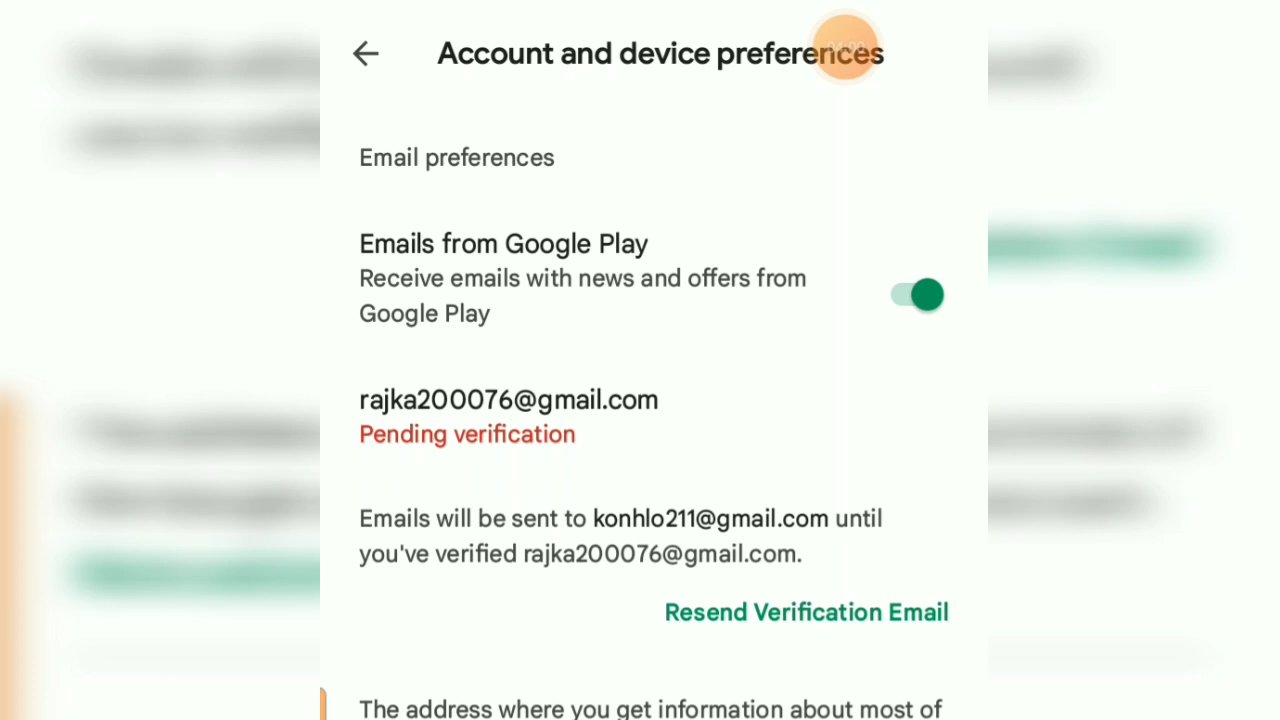 Account and device preferences
Email preferences
Emails from Google Play
Receive emails with news and offers from
Google Play
rajka200076@gmail.com
Pending verification
Emails will be sent to konhlo211@gmail.com until
you've verified rajka200076@gmail.com.
Resend Verification Email
The address where you get information about most of